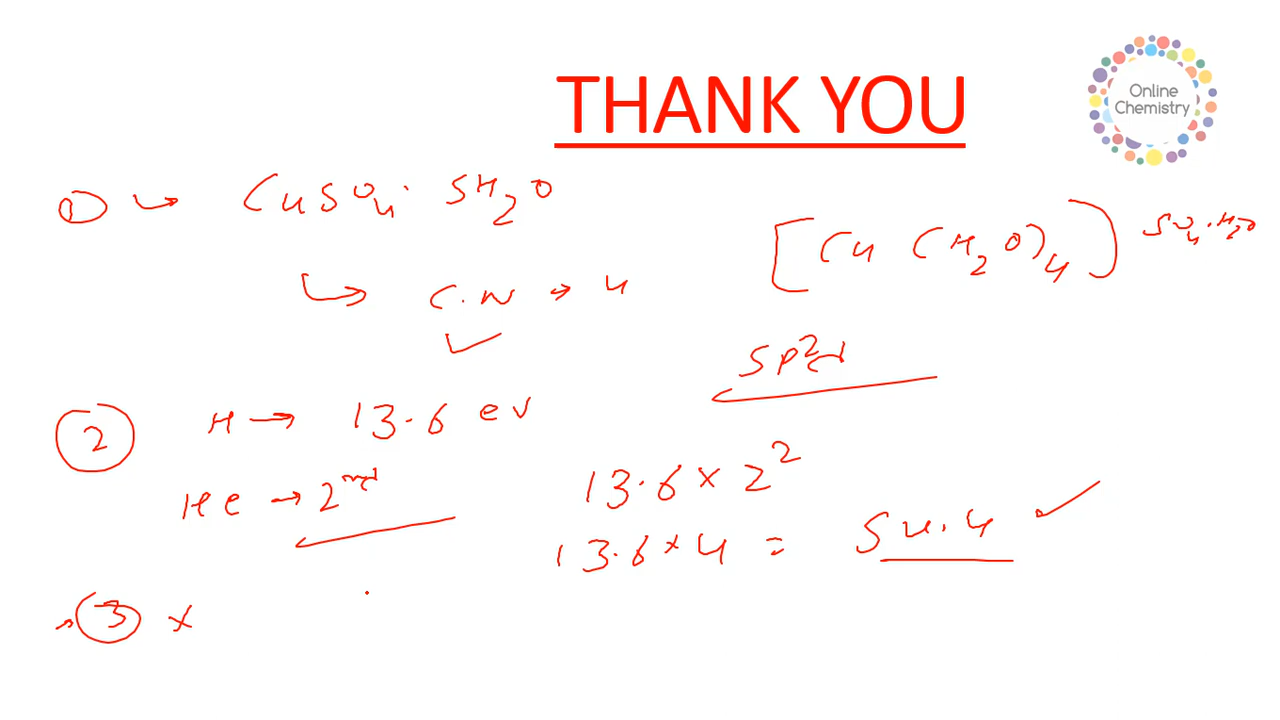 THANK YOU
Online
Chemistry
① ↳ CuSO4. 5H2O
[Cu (H2O)4] SO4.H2O
↳ C.N → 4
sp2d
② H → 13.6 eV
He → 2nd
13.6 × 2²
13.6 × 4 = 54.4 ✓
→ ③ ×